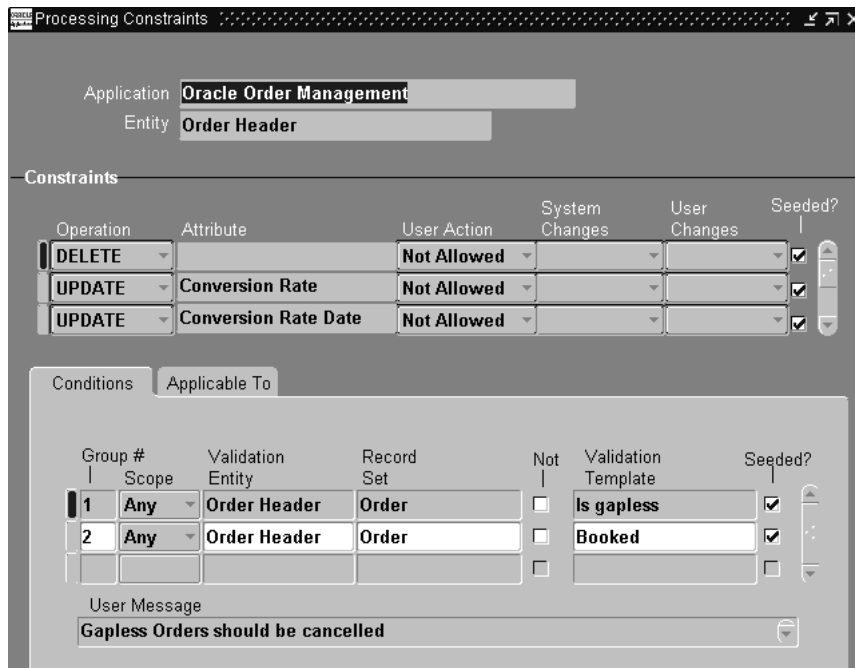 Processing Constraints
Application Oracle Order Management
Entity Order Header
Constraints
System User Seeded?
Operation Attribute User Action Changes Changes
DELETE Not Allowed
UPDATE Conversion Rate Not Allowed
UPDATE Conversion Rate Date Not Allowed
Conditions Applicable To
Group # Validation Record Not Validation Seeded?
Scope Entity Set Template
1 Any Order Header Order Is gapless
2 Any Order Header Order Booked
User Message
Gapless Orders should be cancelled